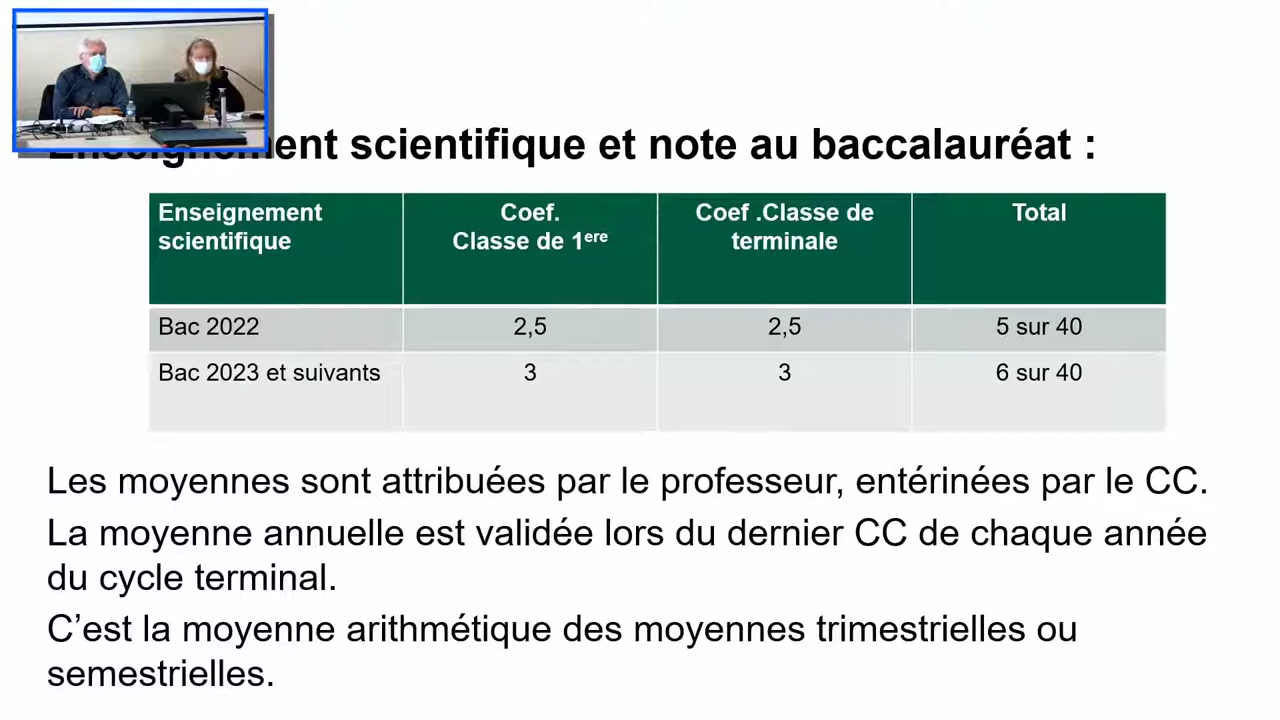 Enseignement scientifique et note au baccalauréat :
Enseignement scientifique
Coef. Classe de 1ere
Coef .Classe de terminale
Total
Bac 2022 2,5 2,5 5 sur 40
Bac 2023 et suivants 3 3 6 sur 40
Les moyennes sont attribuées par le professeur, entérinées par le CC.
La moyenne annuelle est validée lors du dernier CC de chaque année
du cycle terminal.
C’est la moyenne arithmétique des moyennes trimestrielles ou
semestrielles.